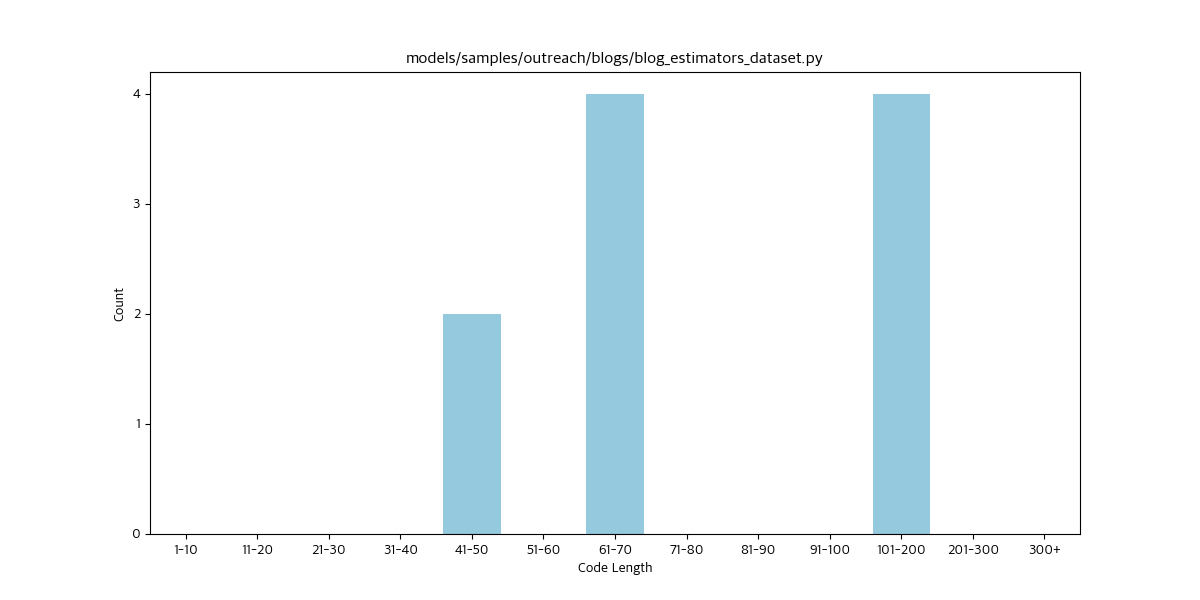 models/samples/outreach/blogs/blog_estimators_dataset.py
4
3
2
1
0
Count
1-10 11-20 21-30 31-40 41-50 51-60 61-70 71-80 81-90 91-100 101-200 201-300 300+
Code Length